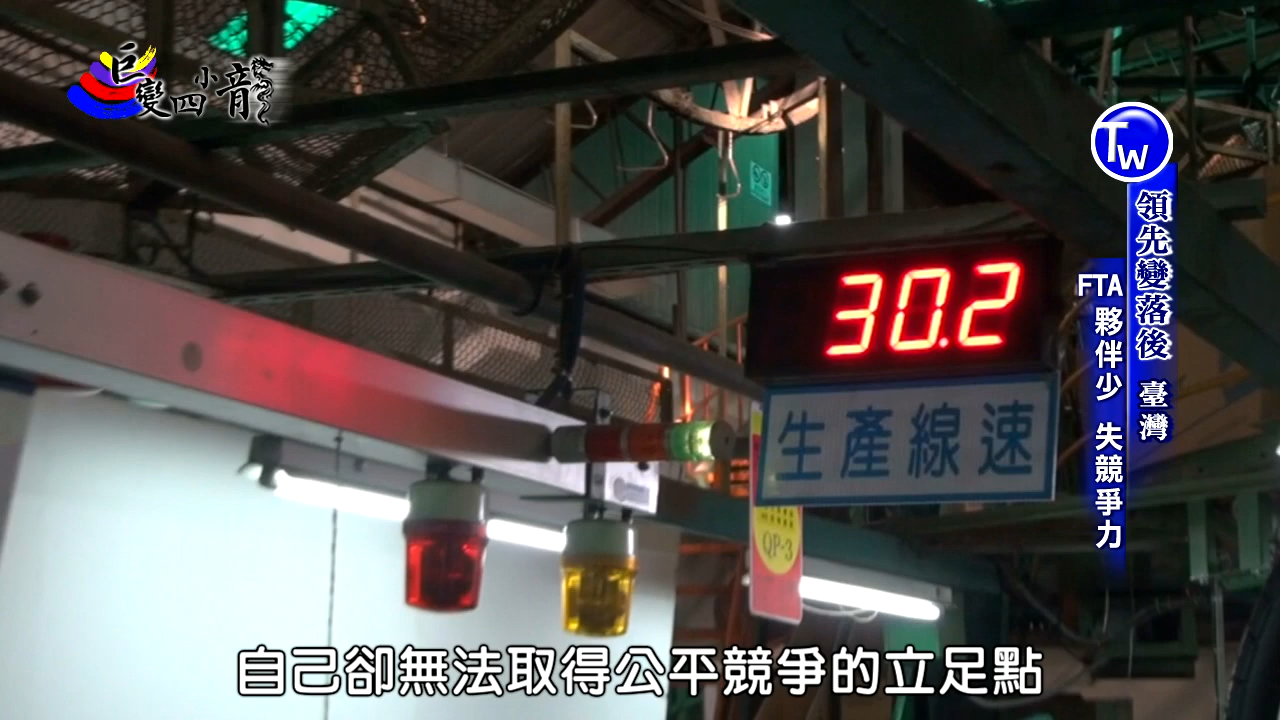 巨變四小龍
TW
領先變落後 臺灣
FTA 夥伴少 失競爭力
30.2
生產線速
QP-3
自己卻無法取得公平競爭的立足點